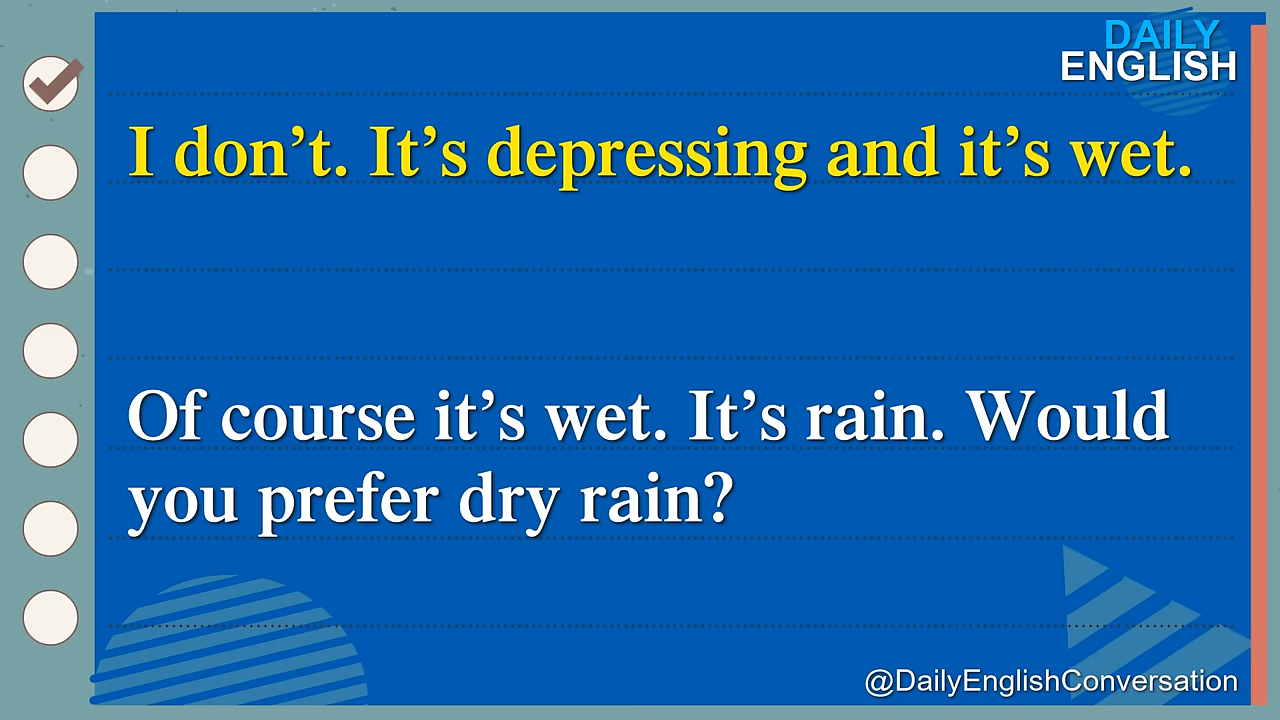 DAILY
ENGLISH
I don’t. It’s depressing and it’s wet.
Of course it’s wet. It’s rain. Would
you prefer dry rain?
@DailyEnglishConversation